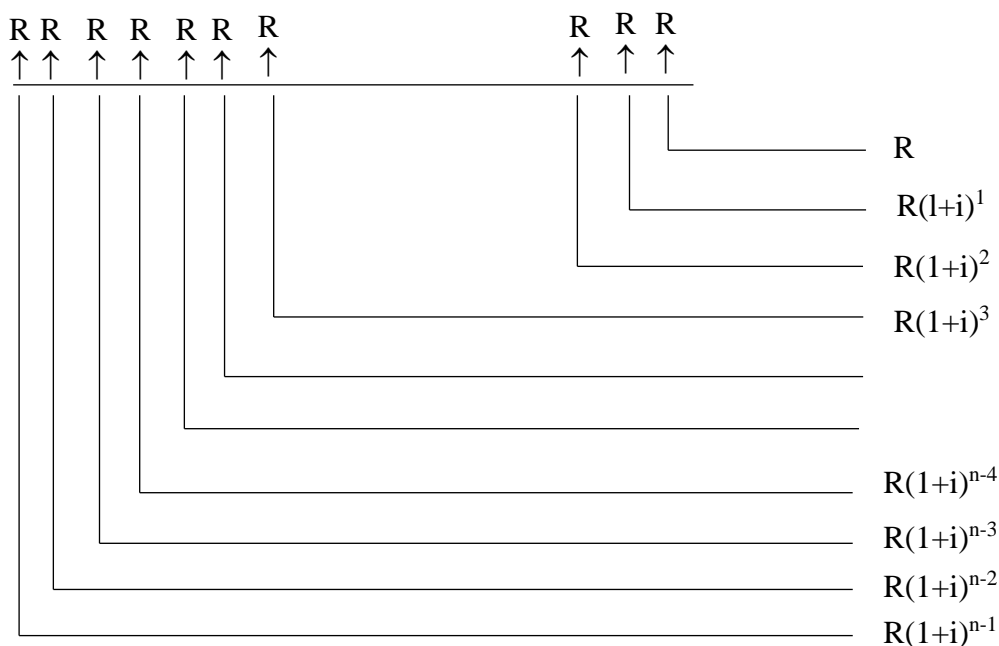 R R R R R R R R R R
R
R(l+i)¹
R(1+i)²
R(1+i)³
R(1+i)ⁿ⁻⁴
R(1+i)ⁿ⁻³
R(1+i)ⁿ⁻²
R(1+i)ⁿ⁻¹